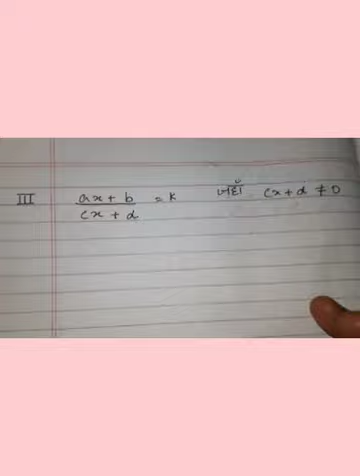 III (ax + b)/(cx + d) = k जहाँ cx + d ≠ 0